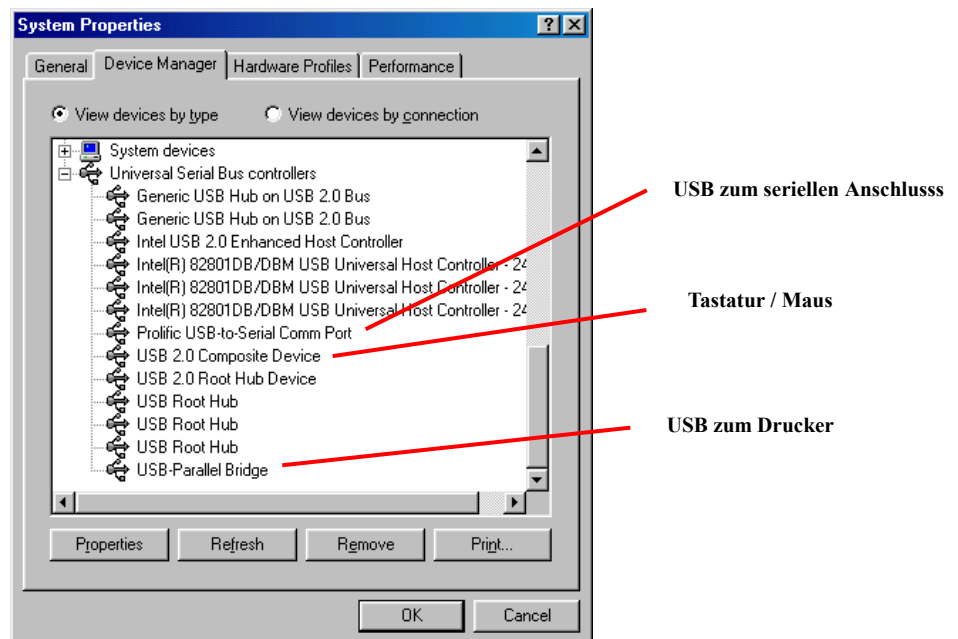 System Properties
General Device Manager Hardware Profiles Performance
View devices by type View devices by connection
System devices
Universal Serial Bus controllers
Generic USB Hub on USB 2.0 Bus
Generic USB Hub on USB 2.0 Bus
Intel USB 2.0 Enhanced Host Controller
Intel(R) 82801DB/DBM USB Universal Host Controller - 24
Intel(R) 82801DB/DBM USB Universal Host Controller - 24
Intel(R) 82801DB/DBM USB Universal Host Controller - 24
Prolific USB-to-Serial Comm Port
USB 2.0 Composite Device
USB 2.0 Root Hub Device
USB Root Hub
USB Root Hub
USB Root Hub
USB-Parallel Bridge
Properties Refresh Remove Print...
OK Cancel
USB zum seriellen Anschlusss
Tastatur / Maus
USB zum Drucker